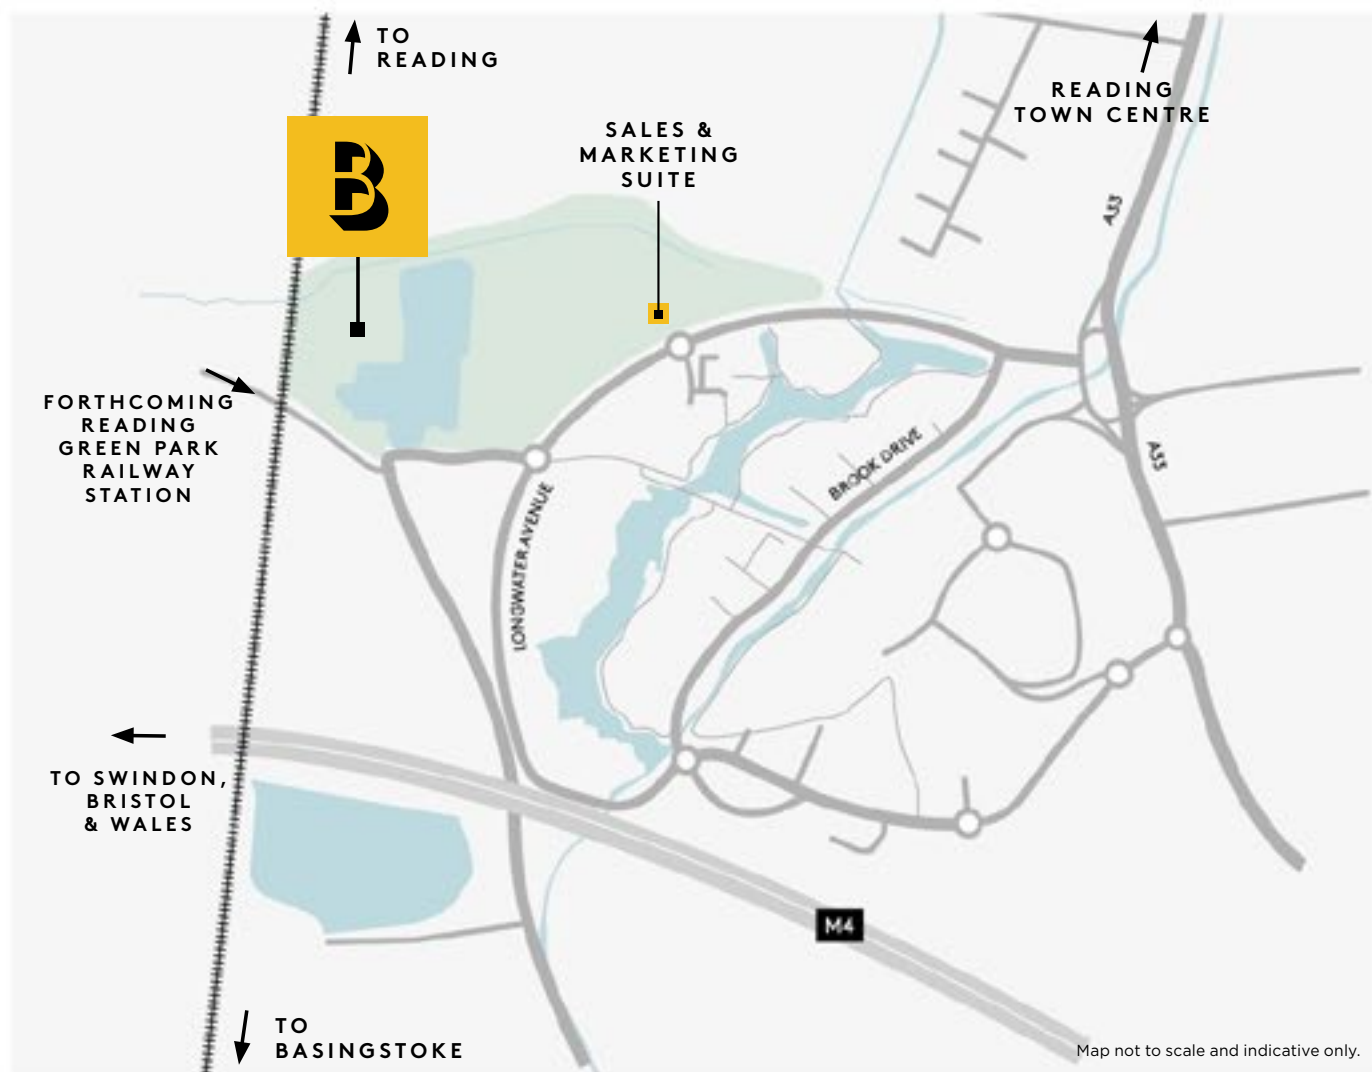 TO
READING
READING
TOWN CENTRE
B
SALES &
MARKETING
SUITE
A33
FORTHCOMING
READING
GREEN PARK
RAILWAY
STATION
BROOK DRIVE
A33
LONGWATER AVENUE
TO SWINDON,
BRISTOL
& WALES
M4
TO
BASINGSTOKE
Map not to scale and indicative only.